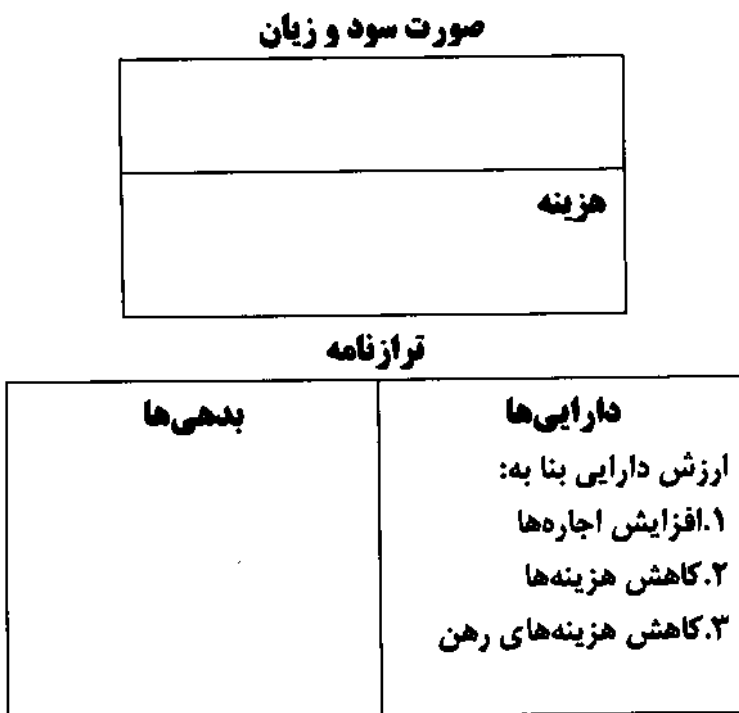 صورت سود و زیان
هزینه
ترازنامه
دارایی‌ها
ارزش دارایی بنا به:
۱.افزایش اجاره‌ها
۲.کاهش هزینه‌ها
۳.کاهش هزینه‌های رهن
بدهی‌ها